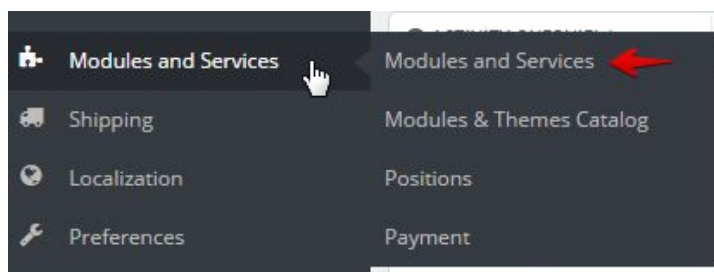 Modules and Services
Shipping
Localization
Preferences
Modules and Services
Modules & Themes Catalog
Positions
Payment